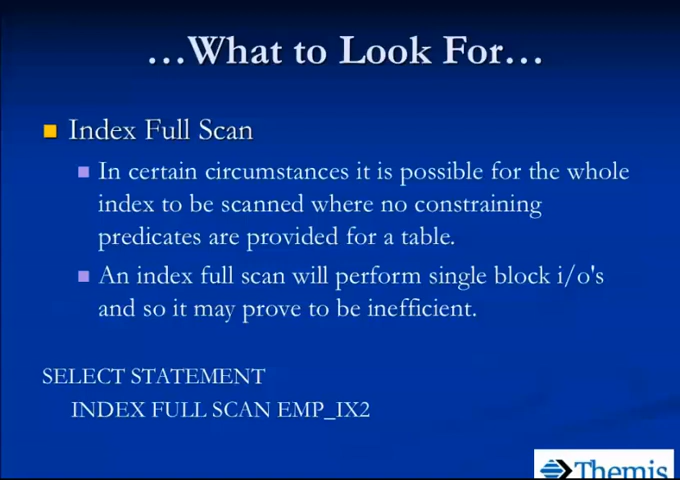 ...What to Look For...
Index Full Scan
In certain circumstances it is possible for the whole
index to be scanned where no constraining
predicates are provided for a table.
An index full scan will perform single block i/o's
and so it may prove to be inefficient.
SELECT STATEMENT
INDEX FULL SCAN EMP_IX2
Themis